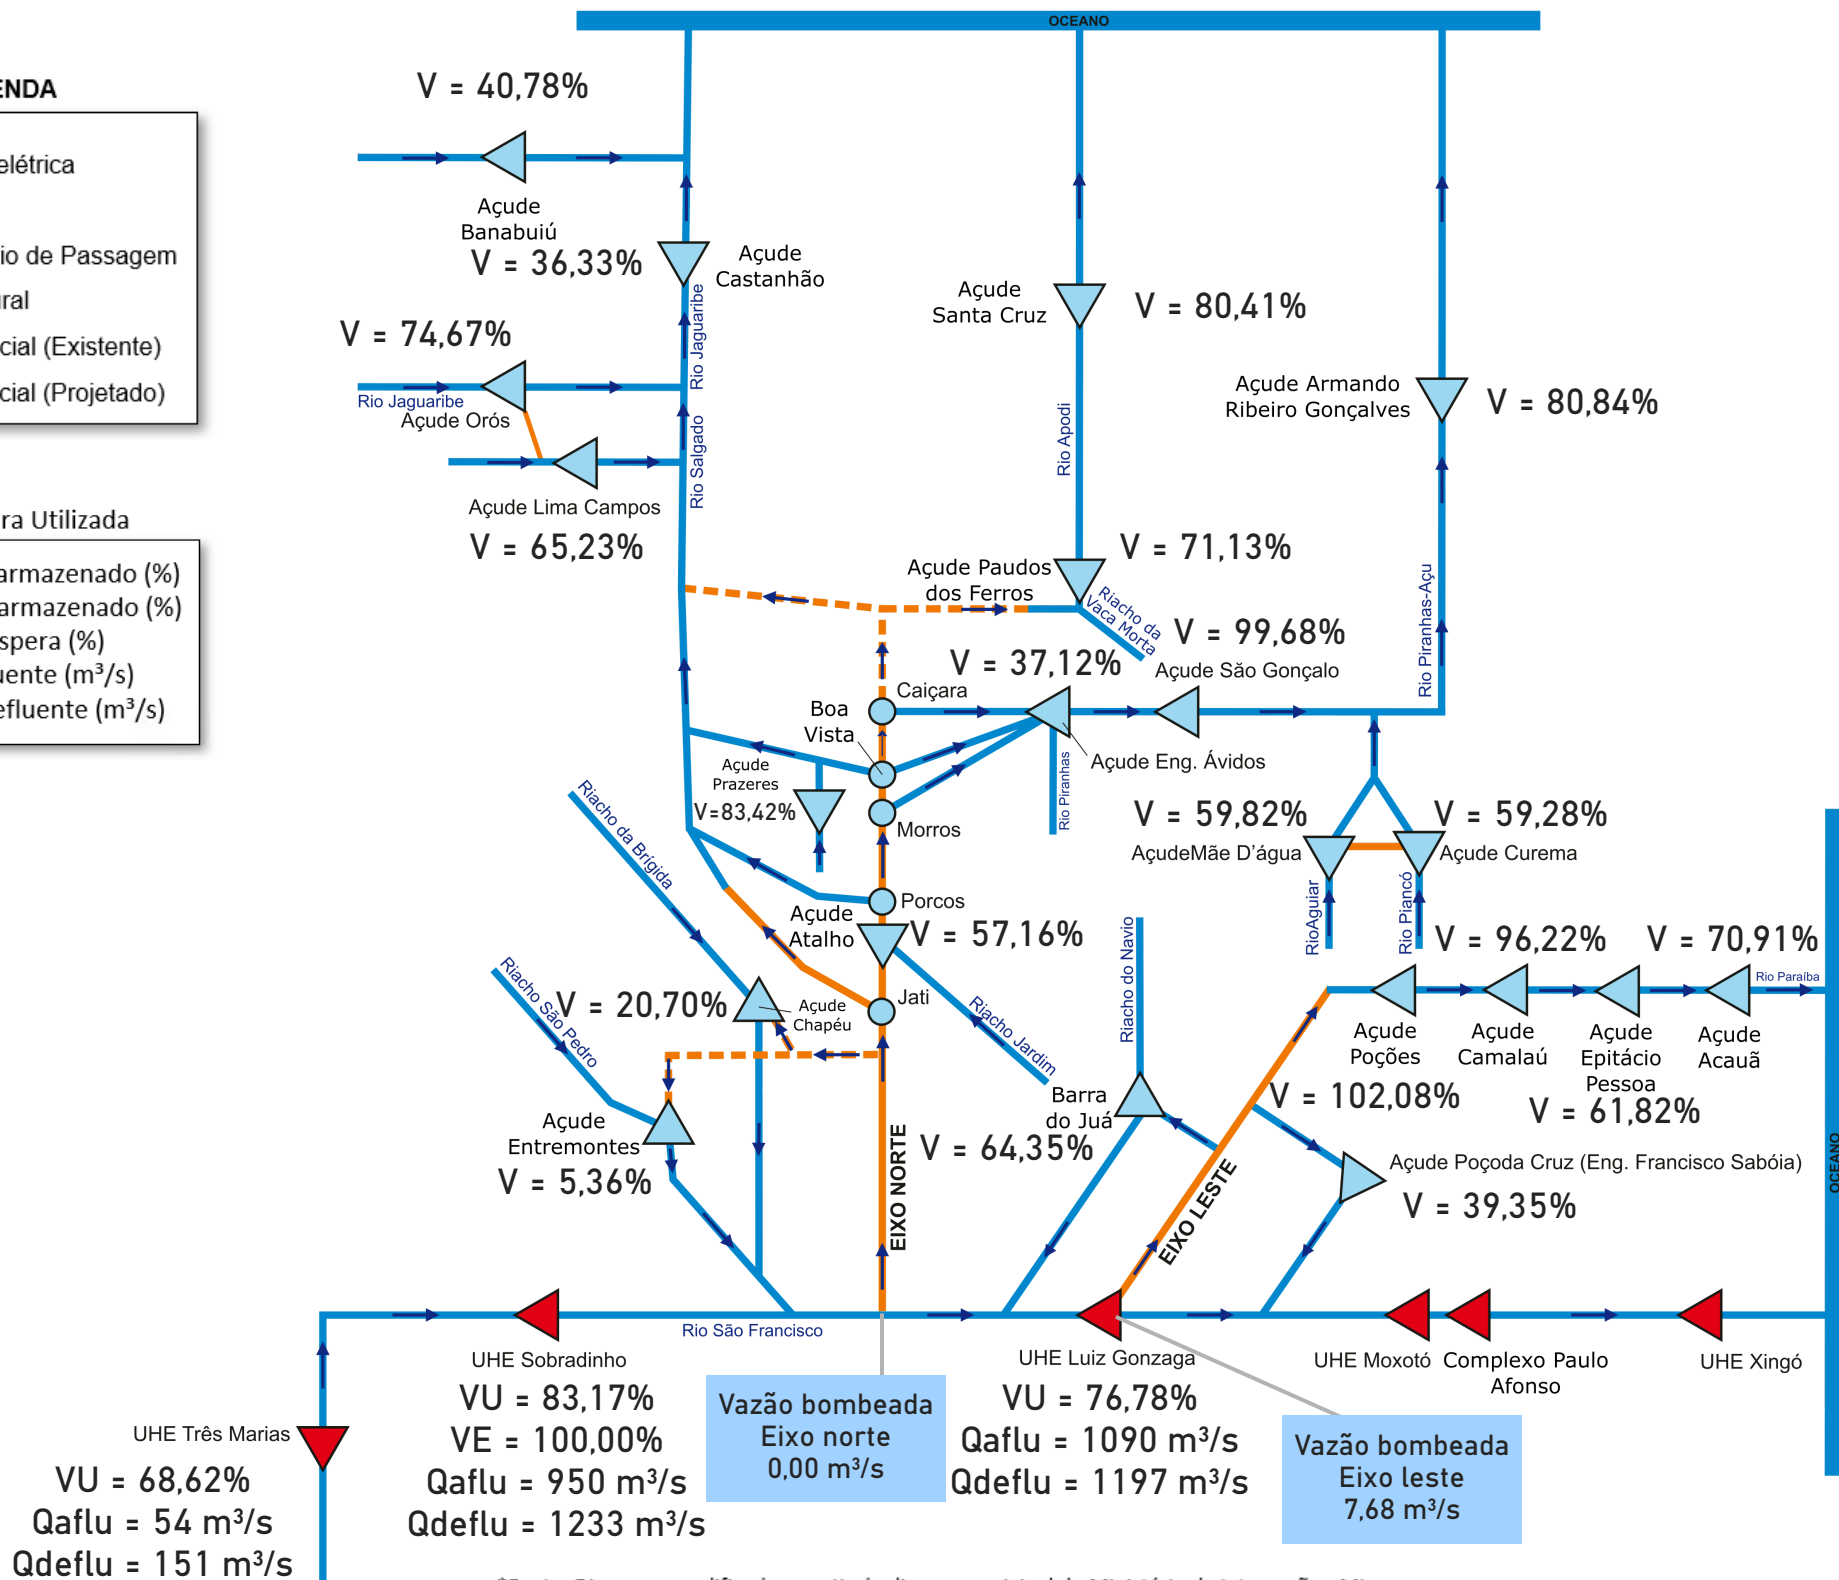 OCEANO
ENDA
elétrica
io de Passagem
ural
cial (Existente)
cial (Projetado)
ra Utilizada
armazenado (%)
armazenado (%)
spera (%)
uente (m³/s)
efluente (m³/s)
V = 40,78%
Açude
Banabuiú
V = 36,33%
Açude
Castanhão
V = 74,67%
Rio Jaguaribe
Açude Orós
Rio Jaguaribe
Rio Salgado
Açude Lima Campos
V = 65,23%
Açude
Santa Cruz
V = 80,41%
Rio Apodi
Açude Armando
Ribeiro Gonçalves
V = 80,84%
Rio Piranhas-Açu
Açude Paudos
dos Ferros
V = 71,13%
Riacho da
Vaca Morta
V = 99,68%
Açude São Gonçalo
V = 37,12%
Caiçara
Boa
Vista
Açude Eng. Ávidos
Rio Piranhas
Açude
Prazeres
V=83,42%
Morros
Riacho da Brígida
Porcos
Açude
Atalho
V = 57,16%
V = 59,82%
AçudeMãe D'água
V = 59,28%
Açude Curema
RioAguiar
Rio Piancó
V = 96,22%
V = 70,91%
Rio Paraíba
Riacho São Pedro
V = 20,70%
Açude
Chapéu
Jati
Riacho Jardim
Riacho do Navio
Açude
Poções
Açude
Camalaú
Açude
Epitácio
Pessoa
Açude
Acauã
V = 102,08%
V = 61,82%
Barra
do Juá
V = 64,35%
Açude
Entremontes
V = 5,36%
EIXO NORTE
EIXO LESTE
Açude Poçoda Cruz (Eng. Francisco Sabóia)
V = 39,35%
OCEANO
Rio São Francisco
UHE Sobradinho
VU = 83,17%
VE = 100,00%
Qaflu = 950 m³/s
Qdeflu = 1233 m³/s
Vazão bombeada
Eixo norte
0,00 m³/s
UHE Luiz Gonzaga
VU = 76,78%
Qaflu = 1090 m³/s
Qdeflu = 1197 m³/s
Vazão bombeada
Eixo leste
7,68 m³/s
UHE Moxotó
Complexo Paulo
Afonso
UHE Xingó
UHE Três Marias
VU = 68,62%
Qaflu = 54 m³/s
Qdeflu = 151 m³/s